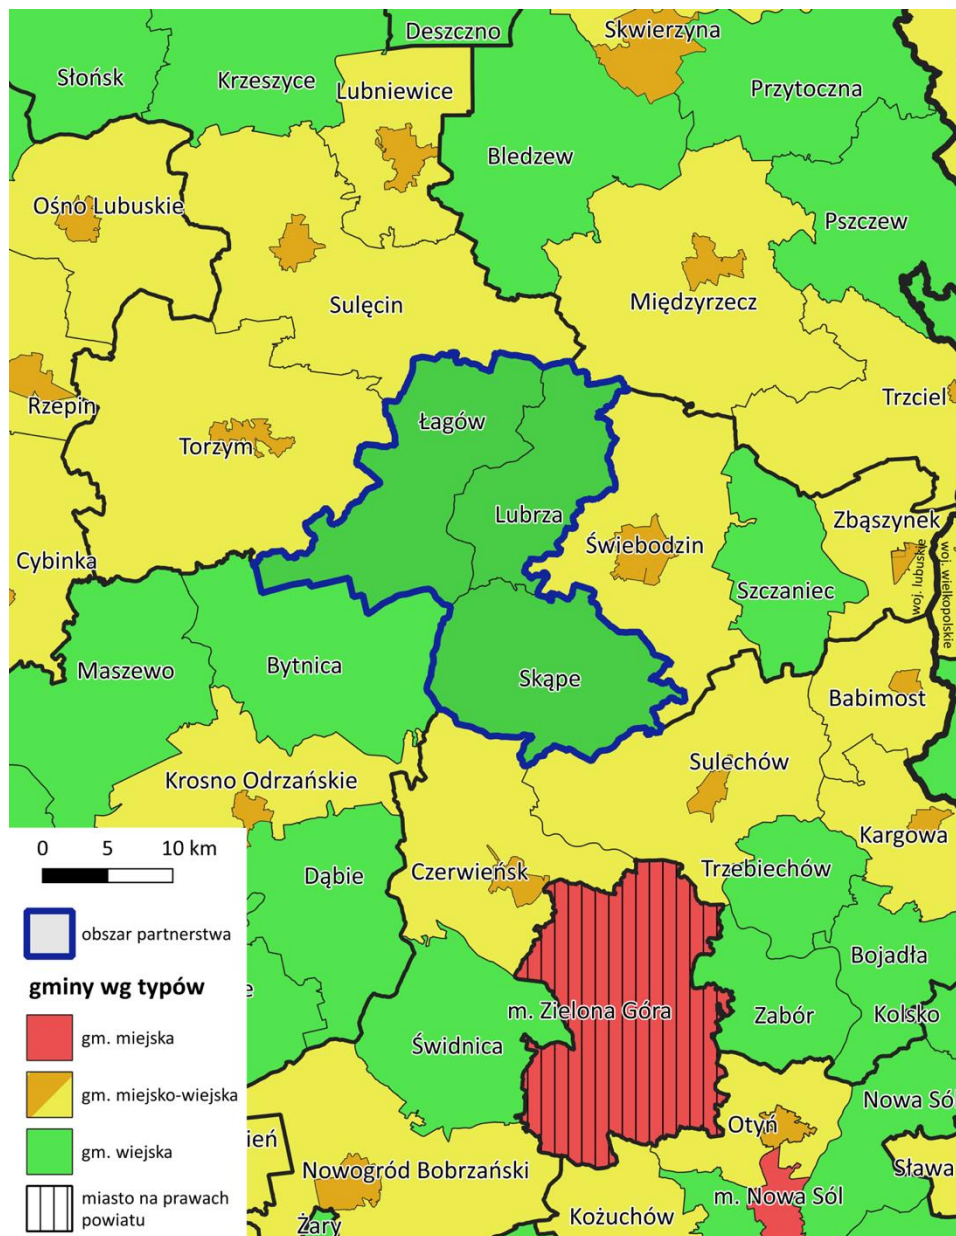 Deszczno
Skwierzyna
Słońsk
Krzeszyce
Lubniewice
Przytoczna
Bledzew
Ośno Lubuskie
Pszczew
Sulęcin
Międzyrzecz
Rzepin
Trzciel
Łagów
Torzym
Lubrza
Zbąszynek
Świebodzin
Cybinka
Szczaniec
woj. lubuskie
woj. wielkopolskie
Maszewo
Bytnica
Skąpe
Babimost
Krosno Odrzańskie
Sulechów
Kargowa
0 5 10 km
Dąbie
Czerwieńsk
Trzebiechów
obszar partnerstwa
Bojadła
gminy wg typów
e
m. Zielona Góra
Zabór
Kolsko
gm. miejska
Świdnica
gm. miejsko-wiejska
Nowa Sól
Otyń
ień
gm. wiejska
Nowogród Bobrzański
Sława
m. Nowa Sól
miasto na prawach
powiatu
Żary
Kożuchów